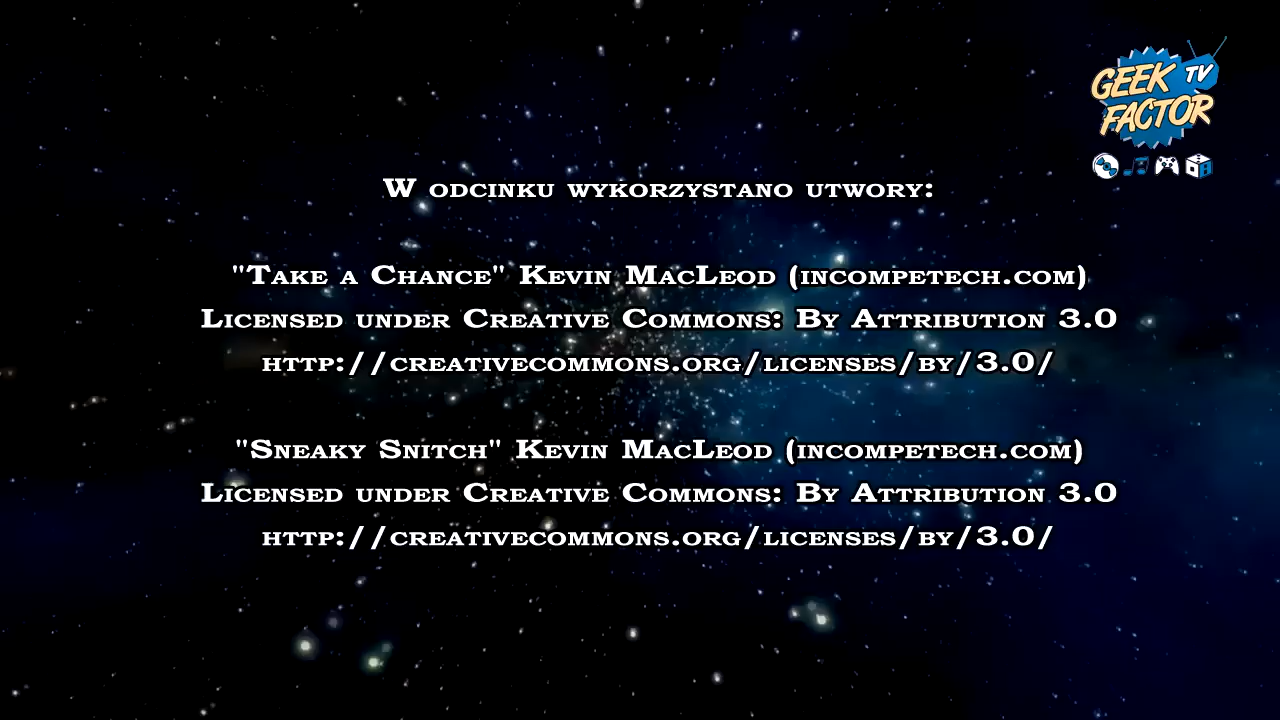 GEEK TV
FACTOR
W odcinku wykorzystano utwory:
"Take a Chance" Kevin MacLeod (incompetech.com)
Licensed under Creative Commons: By Attribution 3.0
http://creativecommons.org/licenses/by/3.0/
"Sneaky Snitch" Kevin MacLeod (incompetech.com)
Licensed under Creative Commons: By Attribution 3.0
http://creativecommons.org/licenses/by/3.0/